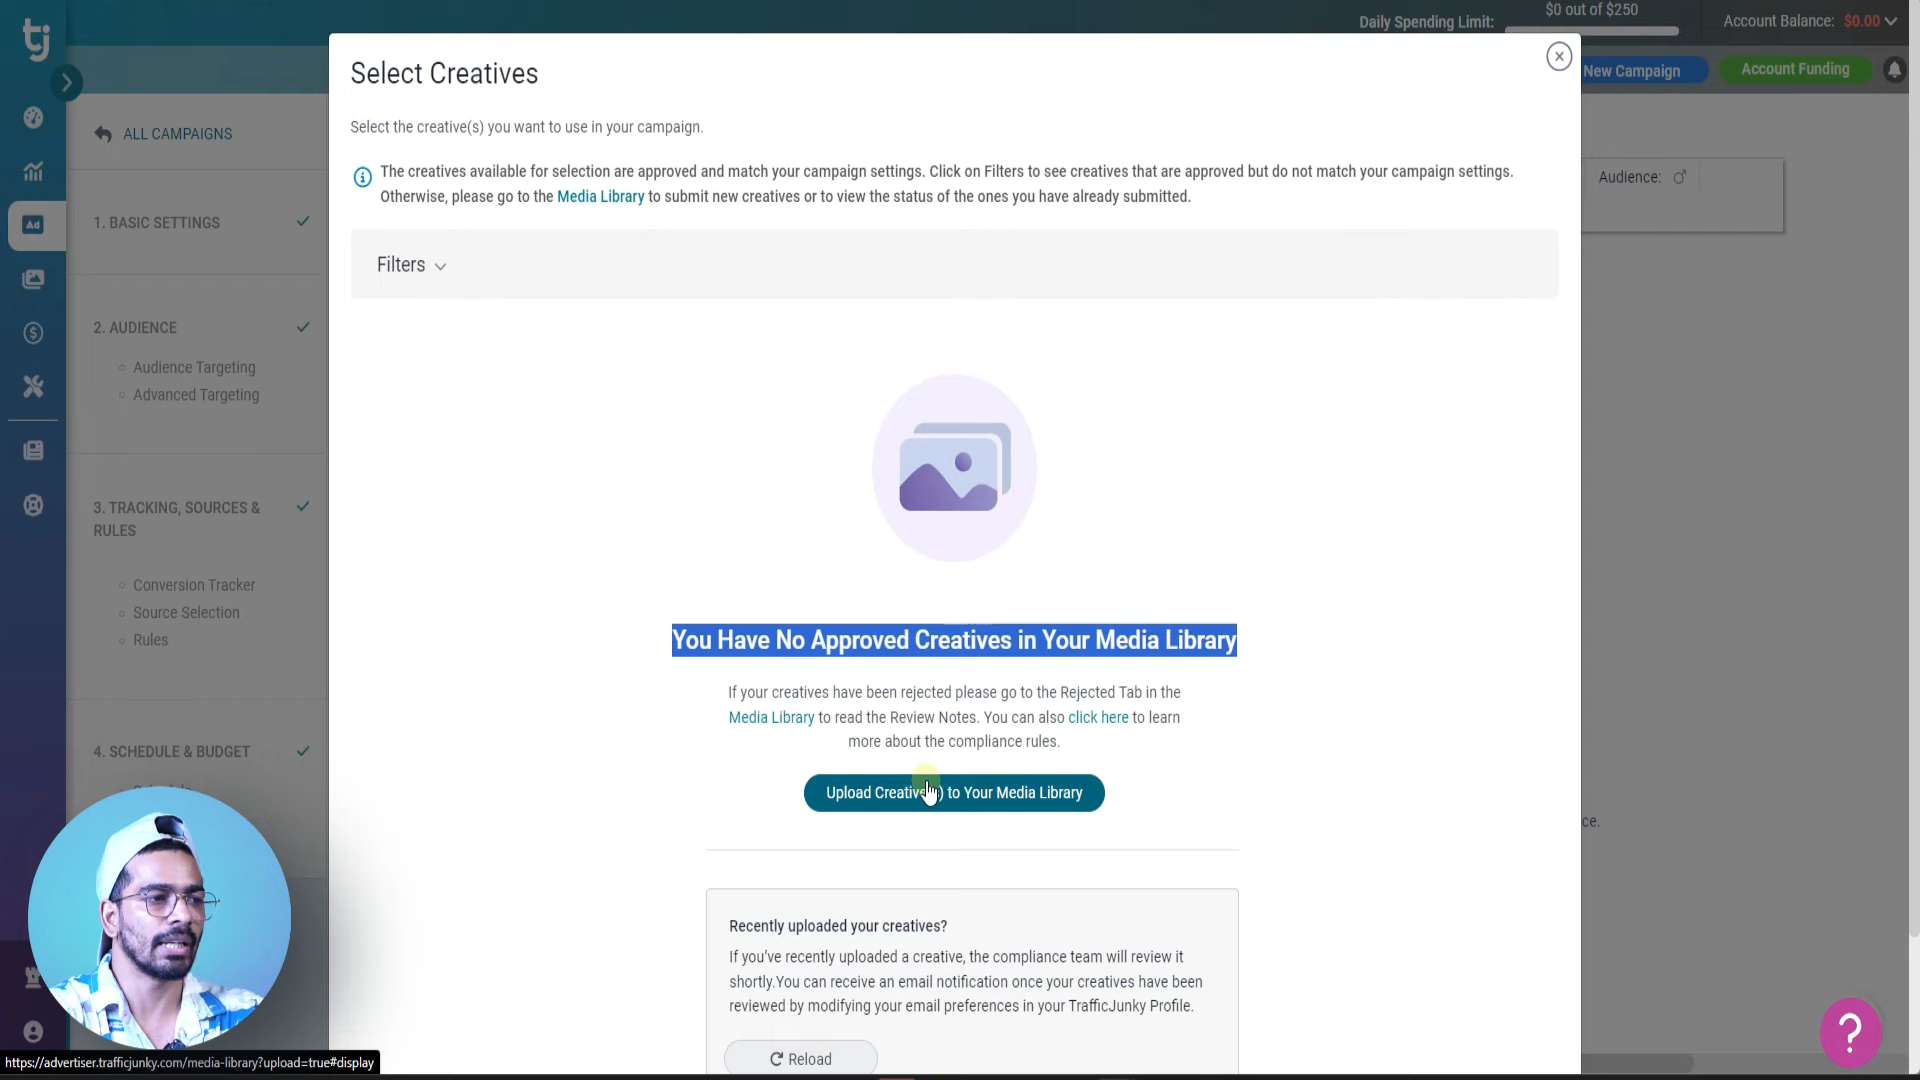 tj
Daily Spending Limit:
$0 out of $250
Account Balance: $0.00
New Campaign
Account Funding
ALL CAMPAIGNS
1. BASIC SETTINGS
2. AUDIENCE
Audience Targeting
Advanced Targeting
3. TRACKING, SOURCES &
RULES
Conversion Tracker
Source Selection
Rules
4. SCHEDULE & BUDGET
Ad
Select Creatives
Select the creative(s) you want to use in your campaign.
The creatives available for selection are approved and match your campaign settings. Click on Filters to see creatives that are approved but do not match your campaign settings.
Otherwise, please go to the Media Library to submit new creatives or to view the status of the ones you have already submitted.
Filters
You Have No Approved Creatives in Your Media Library
If your creatives have been rejected please go to the Rejected Tab in the
Media Library to read the Review Notes. You can also click here to learn
more about the compliance rules.
Upload Creative(s) to Your Media Library
Recently uploaded your creatives?
If you've recently uploaded a creative, the compliance team will review it
shortly.You can receive an email notification once your creatives have been
reviewed by modifying your email preferences in your TrafficJunky Profile.
Reload
Audience:
ce.
?
https://advertiser.trafficjunky.com/media-library?upload=true#display